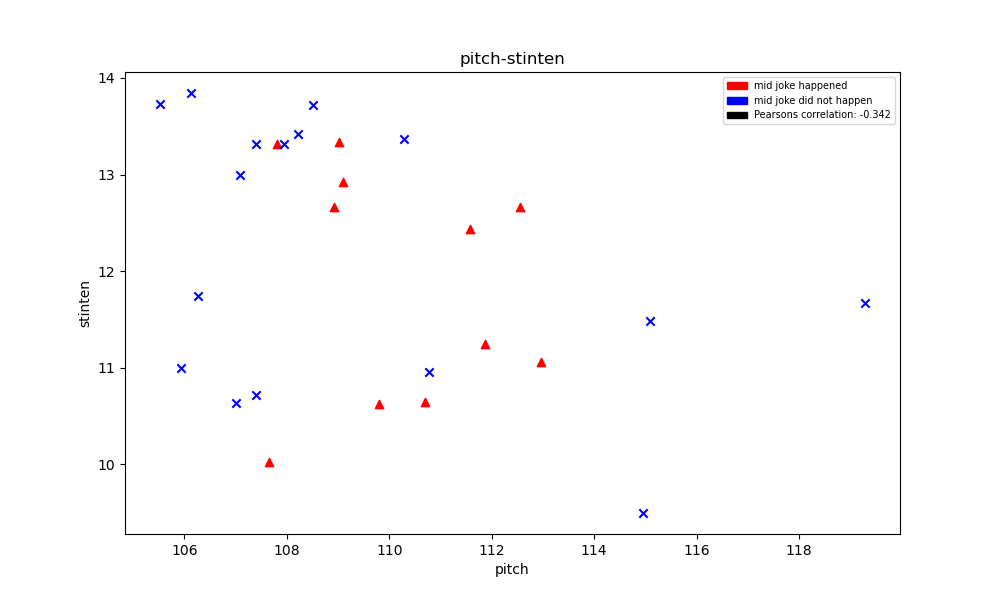 pitch-stinten
mid joke happened
mid joke did not happen
Pearsons correlation: -0.342
14
13
12
11
10
stinten
106 108 110 112 114 116 118
pitch